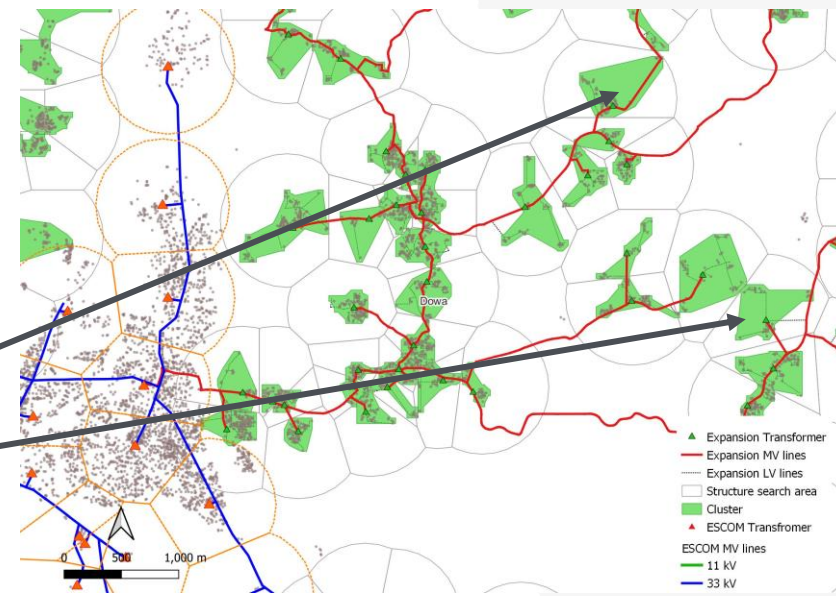 Dowa
0 500 1,000 m
Expansion Transformer
Expansion MV lines
Expansion LV lines
Structure search area
Cluster
ESCOM Transfromer
ESCOM MV lines
11 kV
33 kV